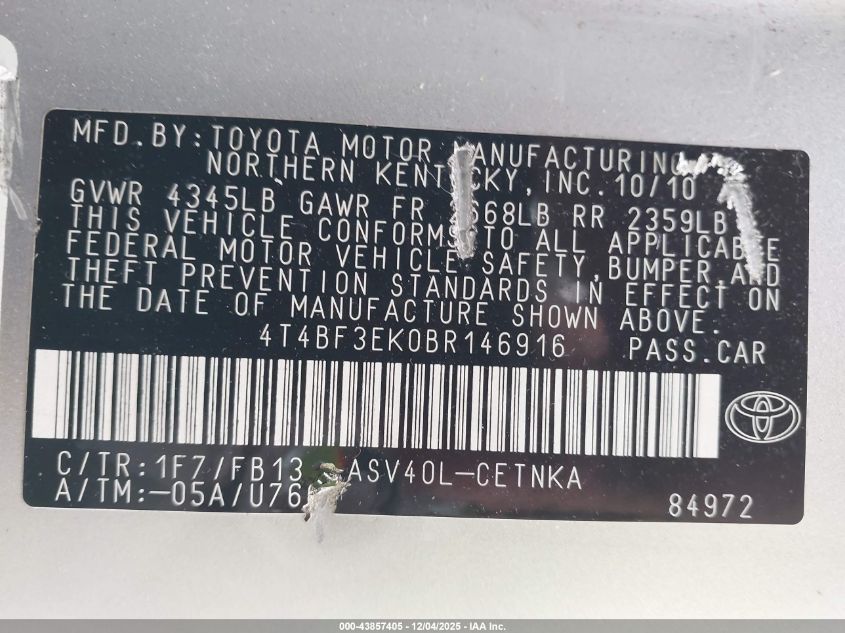 MFD.BY:TOYOTA MOTOR MANUFACTURING
NORTHERN KENTUCKY, INC. 10/10
GVWR 4345LB GAWR FR RR 2359LB
THIS VEHICLE CONFORMS TO ALL APPLICABLE
FEDERAL MOTOR VEHICLE SAFETY, BUMPER AND
THEFT PREVENTION STANDARDS IN EFFECT ON
THE DATE OF MANUFACTURE SHOWN ABOVE.
4T4BF3EK0BR146916 PASS.CAR
C/TR:1F7/FB13 ASV40L-CETNKA
A/TM:-05A/U76
84972
000-43857405 - 12/04/2025 - IAA Inc.